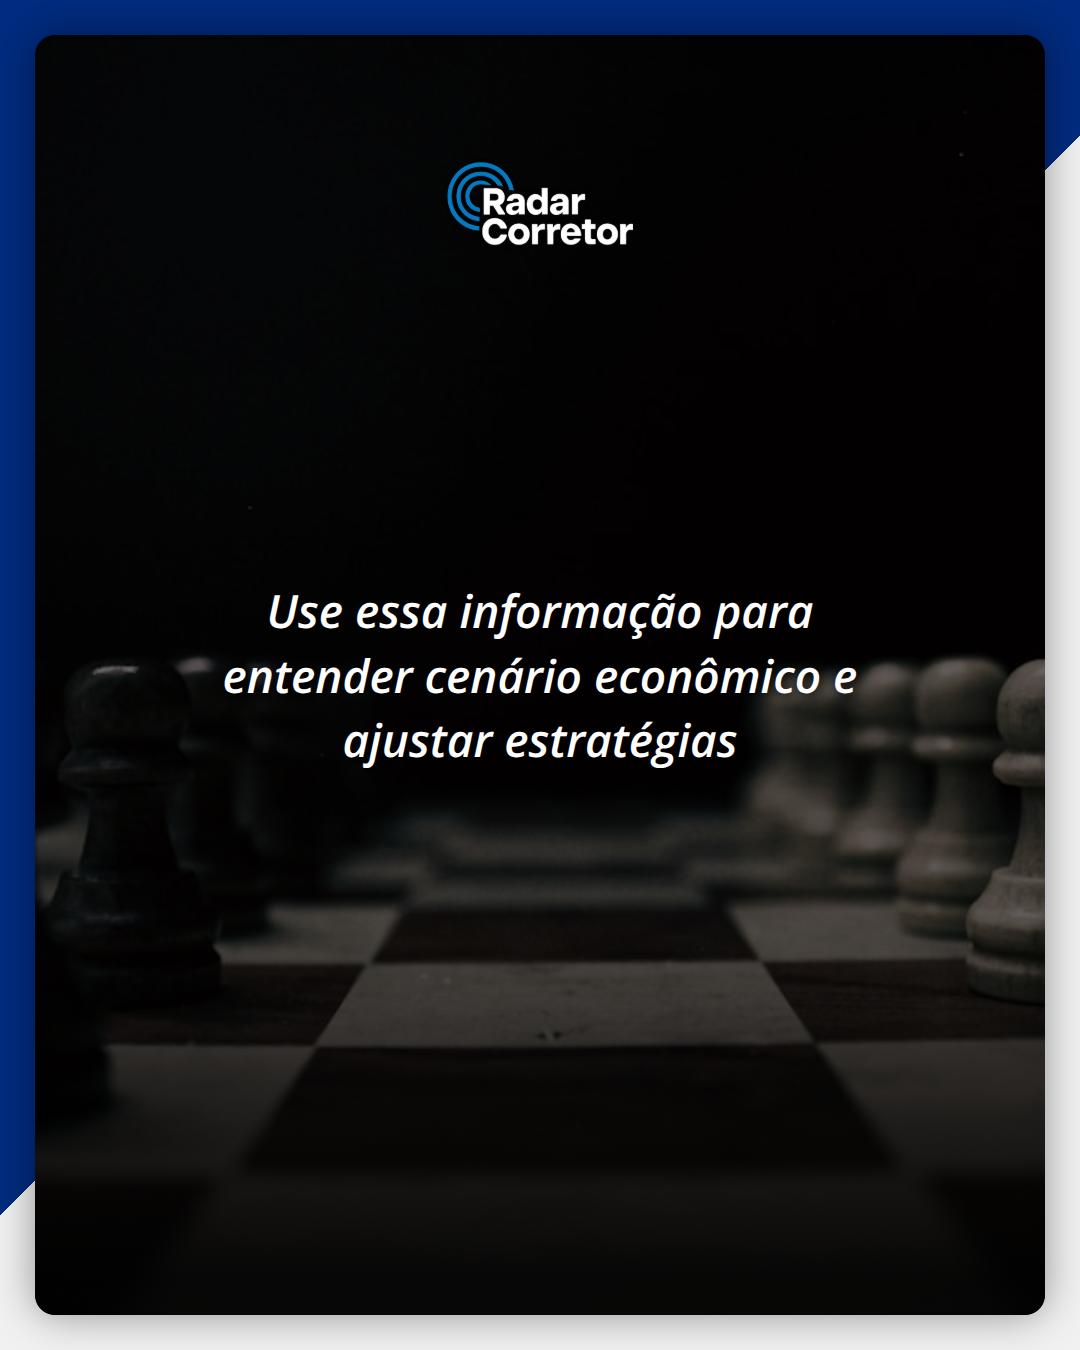 Radar
Corretor
Use essa informação para
entender cenário econômico e
ajustar estratégias